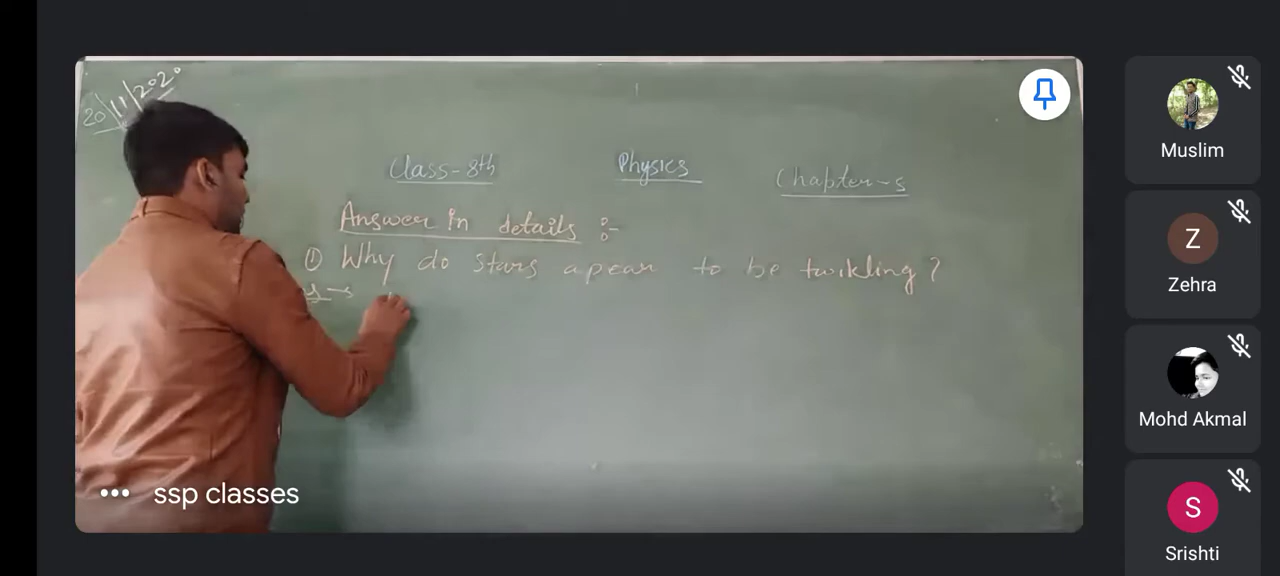 20/11/2020
Class-8th Physics Chapter-5
Answer in details :-
① Why do stars apear to be twikling ?
ssp classes
Muslim
Z
Zehra
Mohd Akmal
S
Srishti